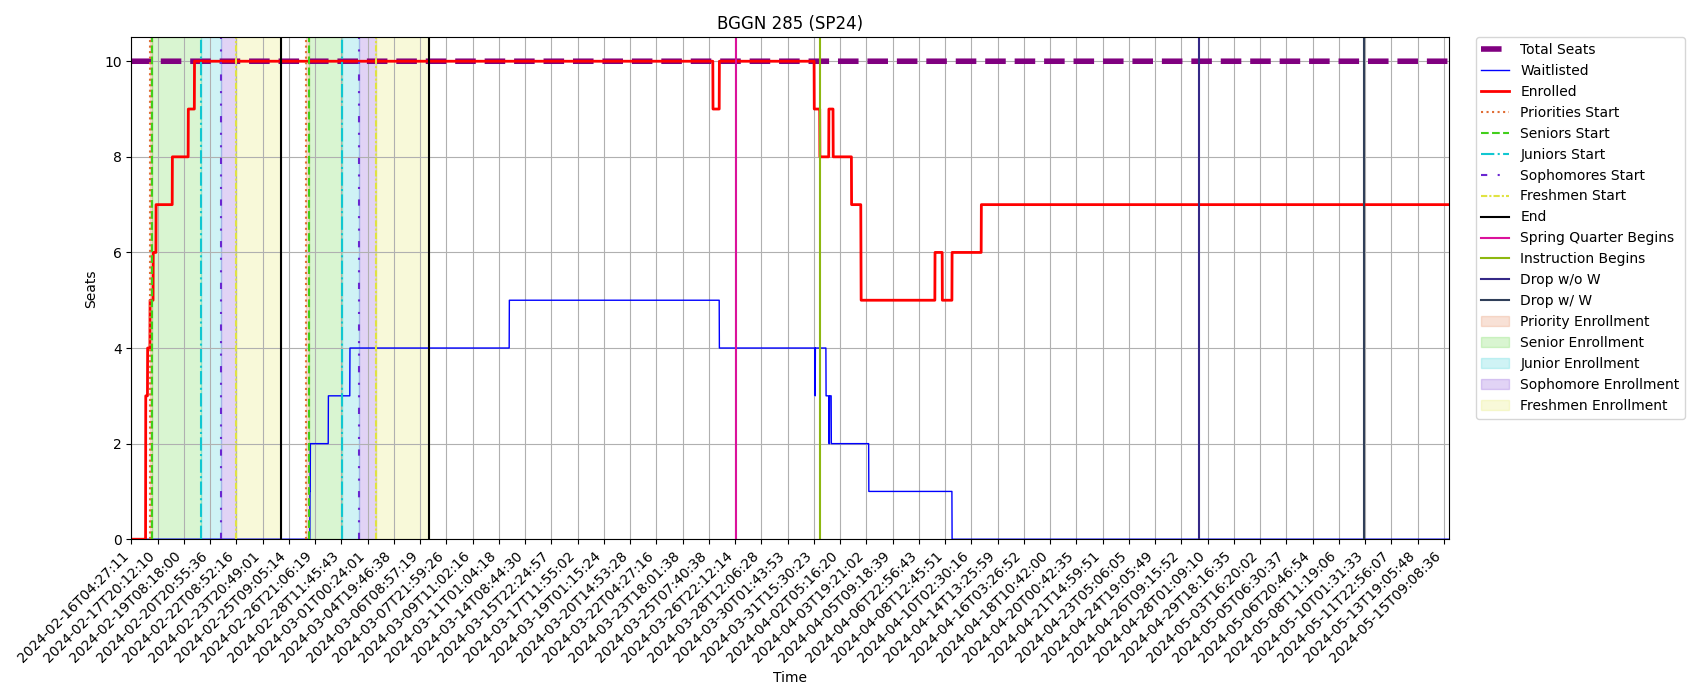 BGGN 285 (SP24)
Seats
10
8
6
4
2
0
2024-02-16T04:27:11
2024-02-17T20:12:10
2024-02-19T08:18:00
2024-02-20T20:55:36
2024-02-22T08:52:16
2024-02-23T20:49:01
2024-02-25T09:05:14
2024-02-26T21:06:19
2024-02-28T11:45:43
2024-03-01T00:24:01
2024-03-04T19:46:38
2024-03-06T08:57:19
2024-03-07T21:59:26
2024-03-09T11:02:16
2024-03-11T01:04:18
2024-03-14T08:44:30
2024-03-15T22:24:57
2024-03-17T11:55:02
2024-03-19T01:15:24
2024-03-20T14:53:28
2024-03-22T04:27:16
2024-03-23T18:01:38
2024-03-25T07:40:38
2024-03-26T22:12:14
2024-03-28T12:06:28
2024-03-30T01:43:53
2024-03-31T15:30:23
2024-04-02T05:16:20
2024-04-03T19:21:02
2024-04-05T09:18:39
2024-04-06T22:56:43
2024-04-08T12:45:51
2024-04-10T02:30:16
2024-04-14T13:25:59
2024-04-16T03:26:52
2024-04-18T10:42:00
2024-04-20T00:42:35
2024-04-21T14:59:51
2024-04-23T05:06:05
2024-04-24T19:05:49
2024-04-26T09:15:52
2024-04-28T01:09:10
2024-04-29T18:16:35
2024-05-03T16:20:02
2024-05-05T06:30:37
2024-05-06T20:46:54
2024-05-08T11:19:06
2024-05-10T01:31:33
2024-05-11T22:56:07
2024-05-13T19:05:48
2024-05-15T09:08:36
Time
Total Seats
Waitlisted
Enrolled
Priorities Start
Seniors Start
Juniors Start
Sophomores Start
Freshmen Start
End
Spring Quarter Begins
Instruction Begins
Drop w/o W
Drop w/ W
Priority Enrollment
Senior Enrollment
Junior Enrollment
Sophomore Enrollment
Freshmen Enrollment